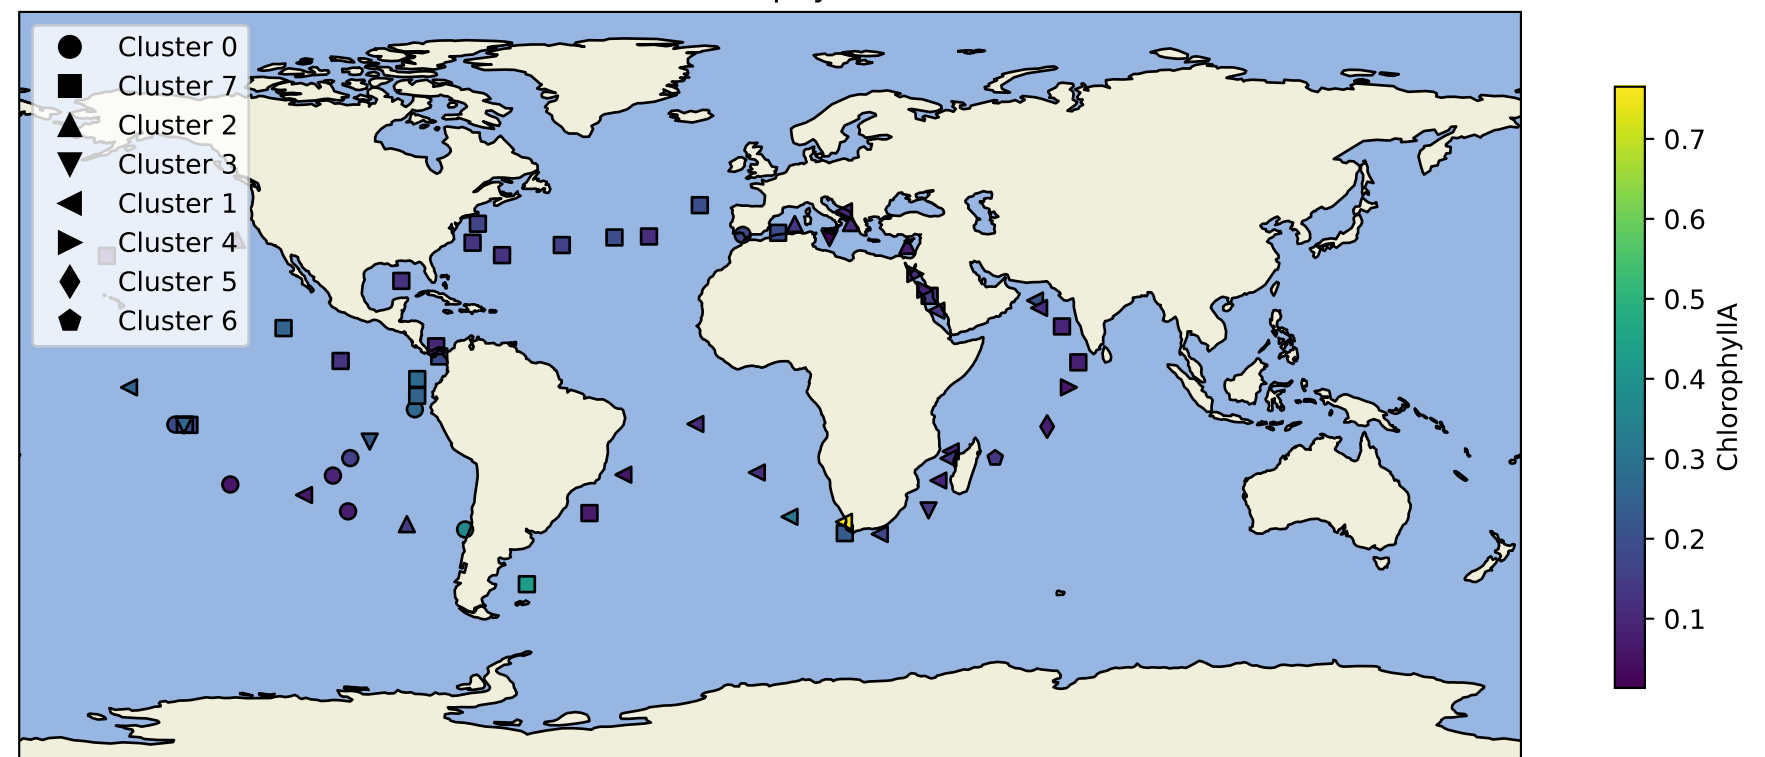 Cluster 0
Cluster 7
Cluster 2
Cluster 3
Cluster 1
Cluster 4
Cluster 5
Cluster 6
0.7
0.6
0.5
0.4
0.3
0.2
0.1
ChlorophyllA